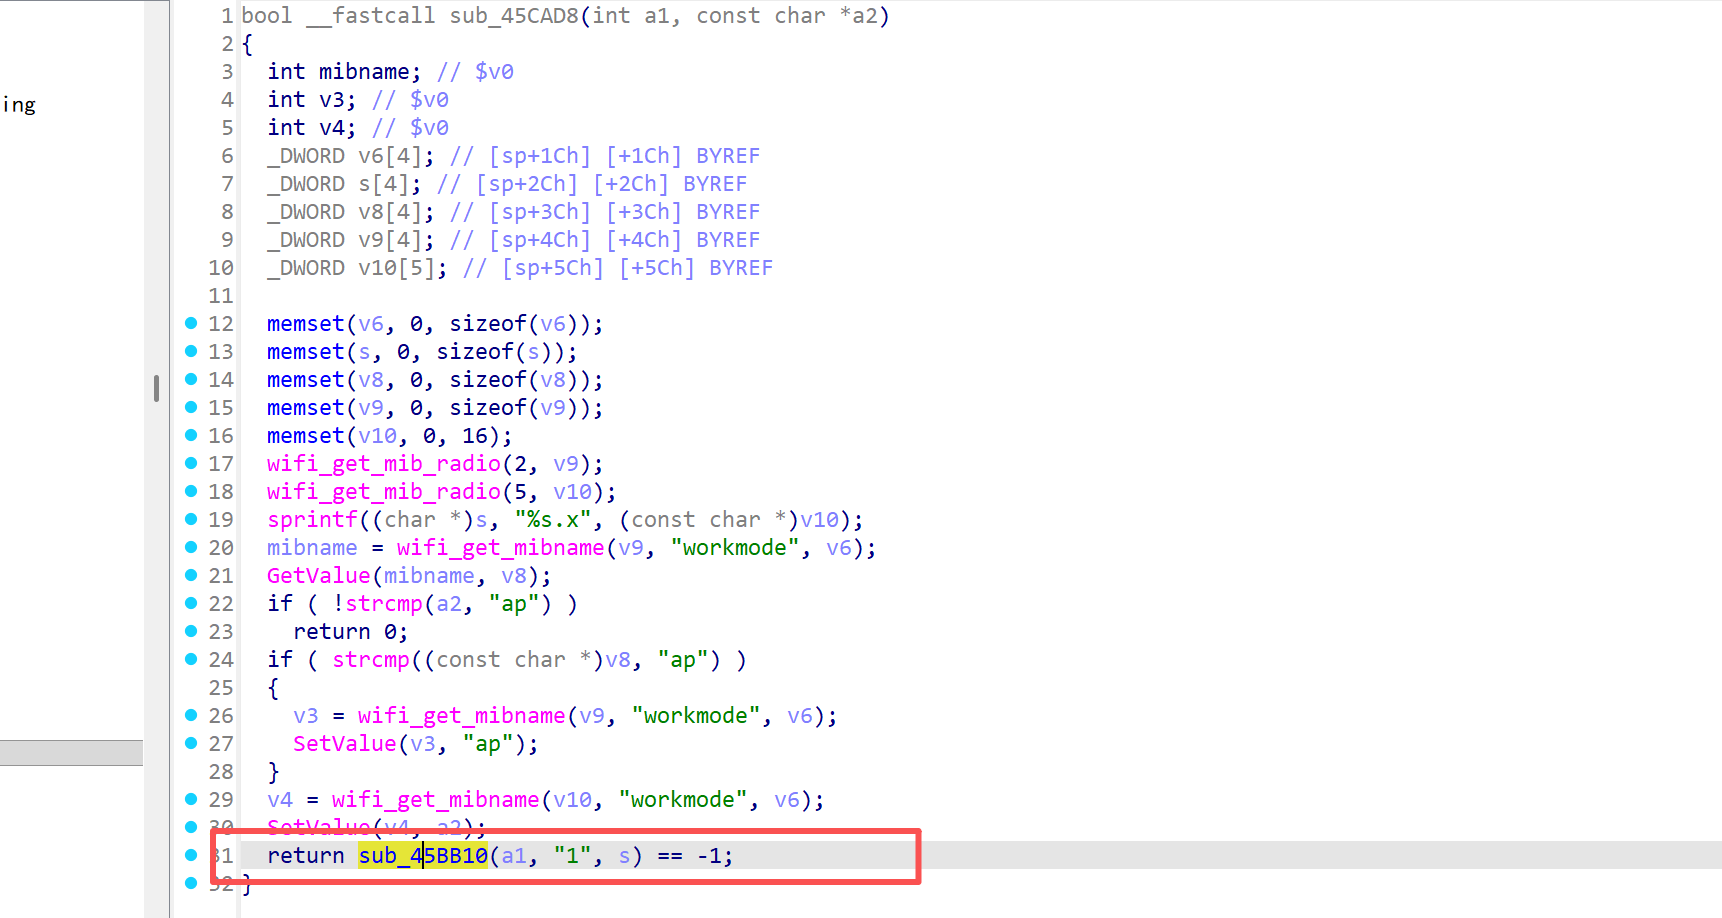 ing
1 bool __fastcall sub_45CAD8(int a1, const char *a2)
2 {
3   int mibname; // $v0
4   int v3; // $v0
5   int v4; // $v0
6   _DWORD v6[4]; // [sp+1Ch] [+1Ch] BYREF
7   _DWORD s[4]; // [sp+2Ch] [+2Ch] BYREF
8   _DWORD v8[4]; // [sp+3Ch] [+3Ch] BYREF
9   _DWORD v9[4]; // [sp+4Ch] [+4Ch] BYREF
10   _DWORD v10[5]; // [sp+5Ch] [+5Ch] BYREF
11
12   memset(v6, 0, sizeof(v6));
13   memset(s, 0, sizeof(s));
14   memset(v8, 0, sizeof(v8));
15   memset(v9, 0, sizeof(v9));
16   memset(v10, 0, 16);
17   wifi_get_mib_radio(2, v9);
18   wifi_get_mib_radio(5, v10);
19   sprintf((char *)s, "%s.x", (const char *)v10);
20   mibname = wifi_get_mibname(v9, "workmode", v6);
21   GetValue(mibname, v8);
22   if ( !strcmp(a2, "ap") )
23     return 0;
24   if ( strcmp((const char *)v8, "ap") )
25   {
26     v3 = wifi_get_mibname(v9, "workmode", v6);
27     SetValue(v3, "ap");
28   }
29   v4 = wifi_get_mibname(v10, "workmode", v6);
30   SetValue(v4, a2);
31   return sub_45BB10(a1, "1", s) == -1;
32 }